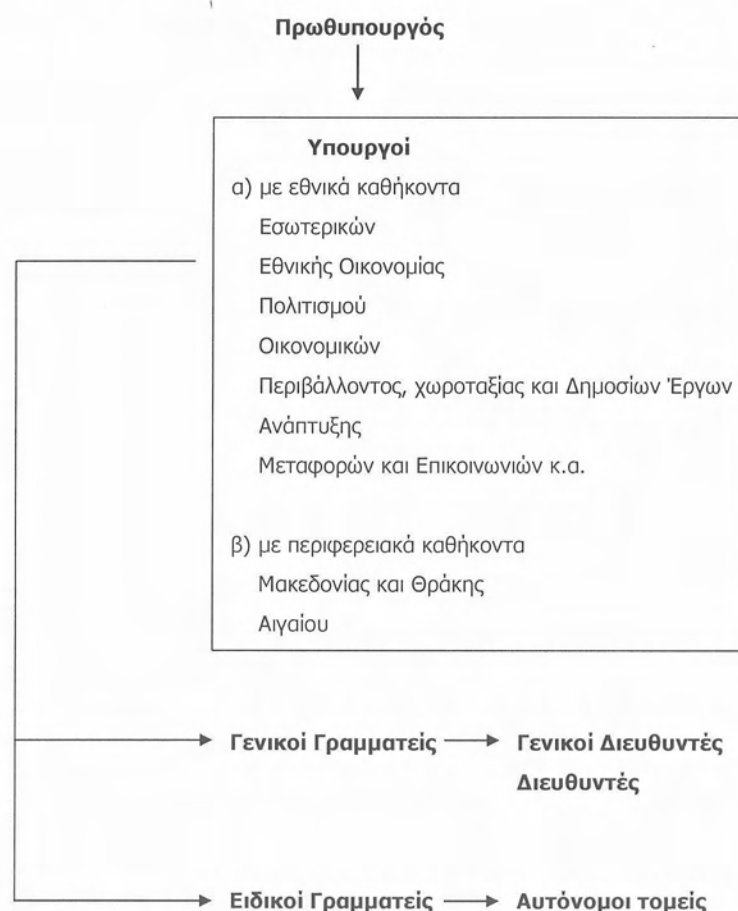 Πρωθυπουργός
Υπουργοί
α) με εθνικά καθήκοντα
Εσωτερικών
Εθνικής Οικονομίας
Πολιτισμού
Οικονομικών
Περιβάλλοντος, χωροταξίας και Δημοσίων Έργων
Ανάπτυξης
Μεταφορών και Επικοινωνιών κ.α.
β) με περιφερειακά καθήκοντα
Μακεδονίας και Θράκης
Αιγαίου
Γενικοί Γραμματείς Γενικοί Διευθυντές
Διευθυντές
Ειδικοί Γραμματείς Αυτόνομοι τομείς